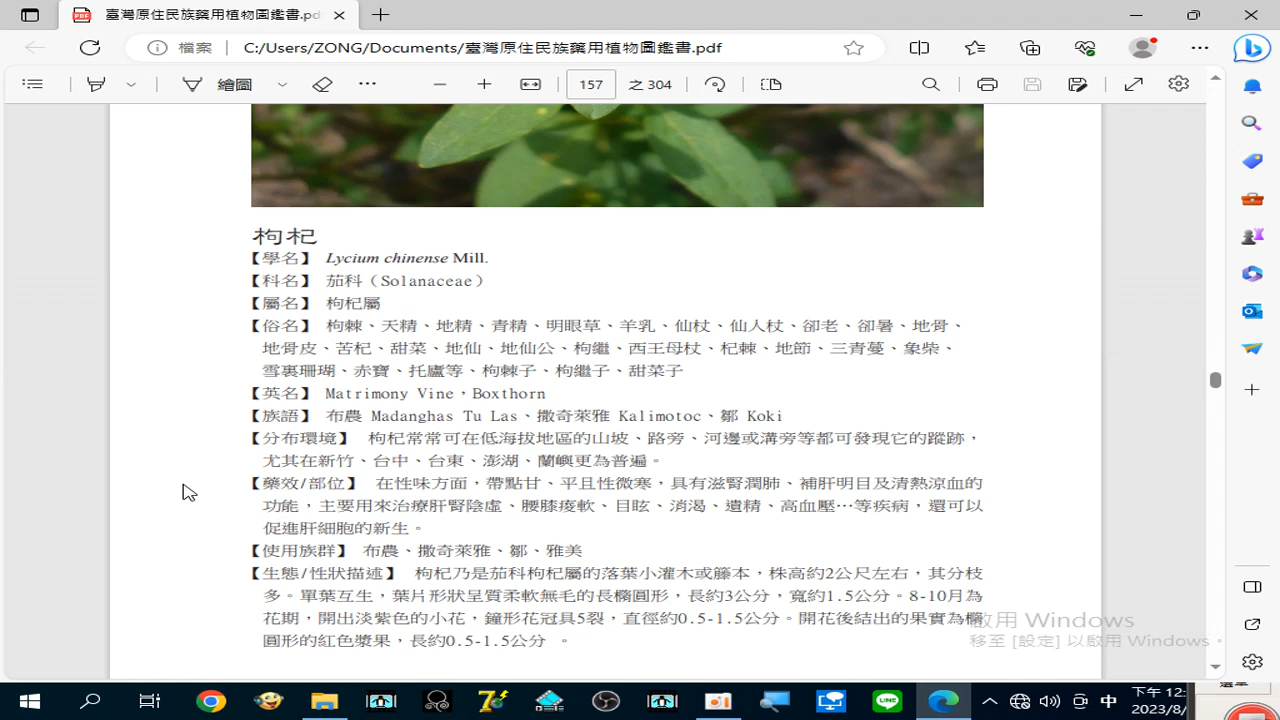 臺灣原住民族藥用植物圖鑑書.pdf
檔案
C:/Users/ZONG/Documents/臺灣原住民族藥用植物圖鑑書.pdf
繪圖
157 之 304
枸杞
【學名】 Lycium chinense Mill.
【科名】 茄科（Solanaceae）
【屬名】 枸杞屬
【俗名】 枸棘、天精、地精、青精、明眼草、羊乳、仙杖、仙人杖、卻老、卻暑、地骨、
地骨皮、苦杞、甜菜、地仙、地仙公、枸繼、西王母杖、杞棘、地節、三青蔓、象柴、
雪裏珊瑚、赤寶、托廬等、枸棘子、枸繼子、甜菜子
【英名】 Matrimony Vine，Boxthorn
【族語】 布農 Madanghas Tu Las、撒奇萊雅 Kalimotoc、鄒 Koki
【分布環境】 枸杞常常可在低海拔地區的山坡、路旁、河邊或溝旁等都可發現它的蹤跡，
尤其在新竹、台中、台東、澎湖、蘭嶼更為普遍。
【藥效/部位】 在性味方面，帶點甘、平且性微寒，具有滋腎潤肺、補肝明目及清熱涼血的
功能，主要用來治療肝腎陰虛、腰膝痠軟、目眩、消渴、遺精、高血壓…等疾病，還可以
促進肝細胞的新生。
【使用族群】 布農、撒奇萊雅、鄒、雅美
【生態/性狀描述】 枸杞乃是茄科枸杞屬的落葉小灌木或籐本，株高約2公尺左右，其分枝
多。單葉互生，葉片形狀呈質柔軟無毛的長橢圓形，長約3公分，寬約1.5公分。8-10月為
花期，開出淡紫色的小花，鐘形花冠具5裂，直徑約0.5-1.5公分。開花後結出的果實為橢
圓形的紅色漿果，長約0.5-1.5公分 。
啟用 Windows
移至 [設定] 以啟用 Windows。
中
下午 12:
2023/8/
LINE